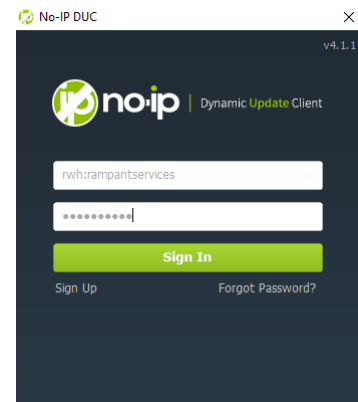 No-IP DUC
v4.1.1
no-ip | Dynamic Update Client
rwh:rampantservices
●●●●●●●●●●
Sign In
Sign Up Forgot Password?